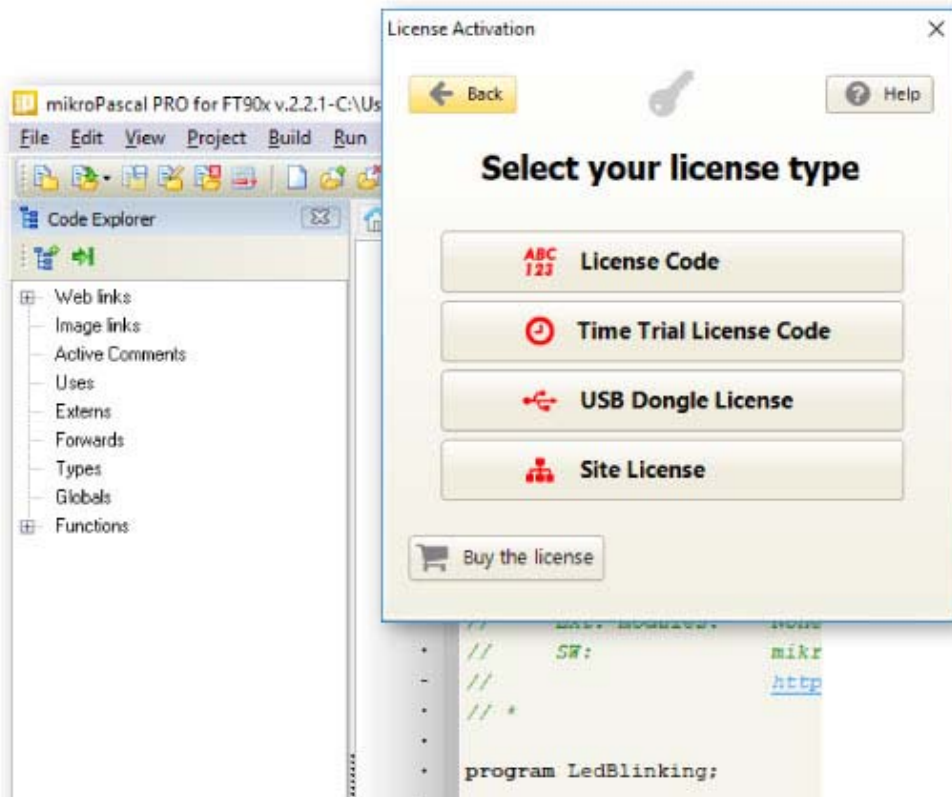 License Activation
Back
Help
Select your license type
ABC
123
License Code
Time Trial License Code
USB Dongle License
Site License
Buy the license
mikroPascal PRO for FT90x v.2.2.1-C:\Us
File Edit View Project Build Run
Code Explorer
Web links
Image links
Active Comments
Uses
Externs
Forwards
Types
Globals
Functions
// Ext. Modules: None
// SW: mikr
// http
// *
program LedBlinking;